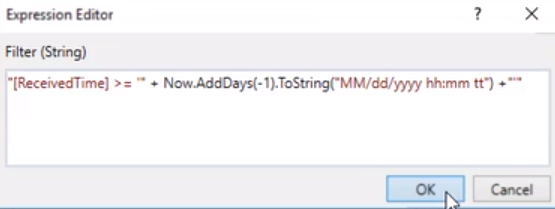 Expression Editor
?
Filter (String)
"[ReceivedTime] >= '" + Now.AddDays(-1).ToString("MM/dd/yyyy hh:mm tt") +"'"
OK
Cancel